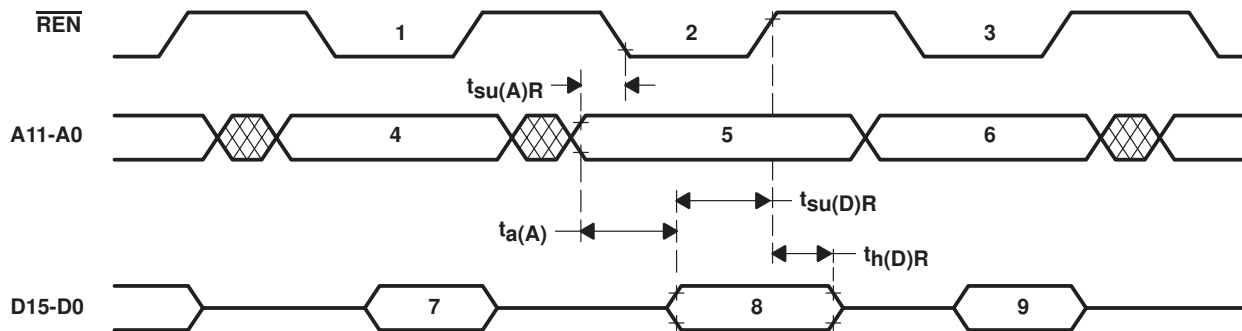 REN 1 2 3
tsu(A)R
A11-A0 4 5 6
tsu(D)R
ta(A)
th(D)R
D15-D0 7 8 9